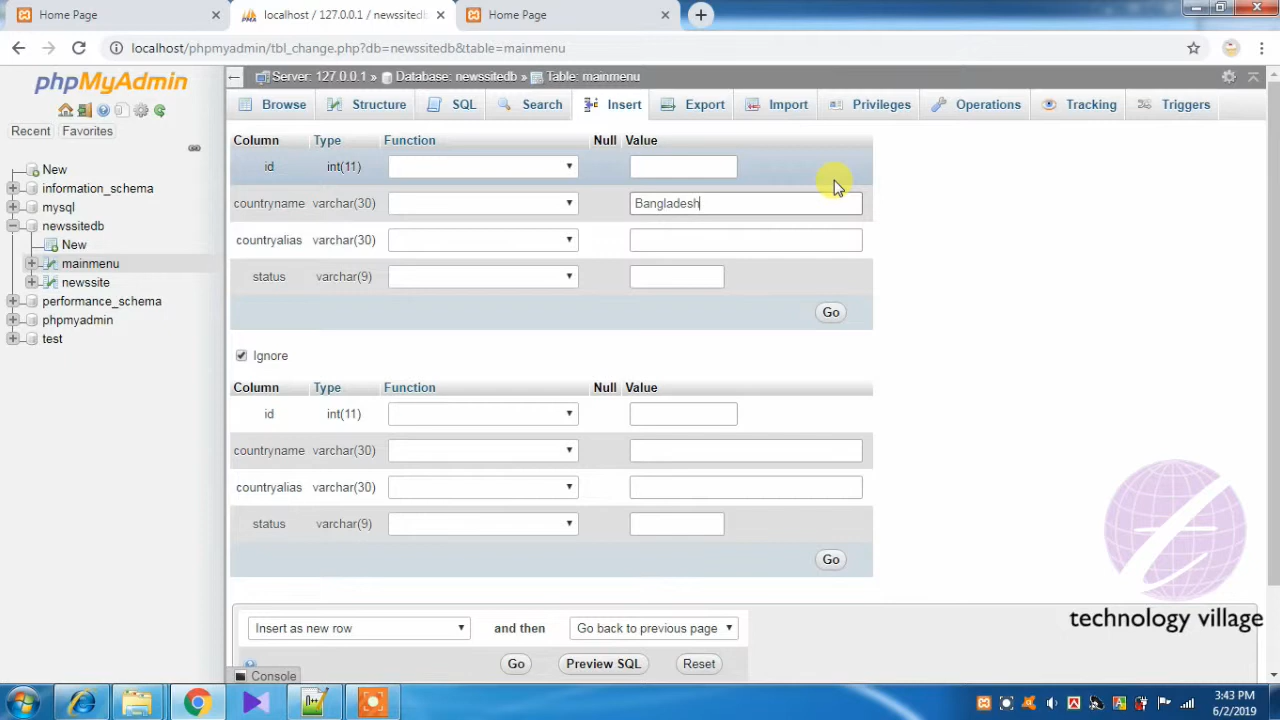 Home Page
localhost / 127.0.0.1 / newssitedb
Home Page
localhost/phpmyadmin/tbl_change.php?db=newssitedb&table=mainmenu
phpMyAdmin
Server: 127.0.0.1 » Database: newssitedb » Table: mainmenu
Browse Structure SQL Search Insert Export Import Privileges Operations Tracking Triggers
Recent Favorites
New
information_schema
mysql
newssitedb
New
mainmenu
newssite
performance_schema
phpmyadmin
test
Column Type Function Null Value
id int(11)
countryname varchar(30) Bangladesh
countryalias varchar(30)
status varchar(9)
Go
Ignore
Column Type Function Null Value
id int(11)
countryname varchar(30)
countryalias varchar(30)
status varchar(9)
Go
Insert as new row and then Go back to previous page
Go Preview SQL Reset
Console
technology village
3:43 PM
6/2/2019